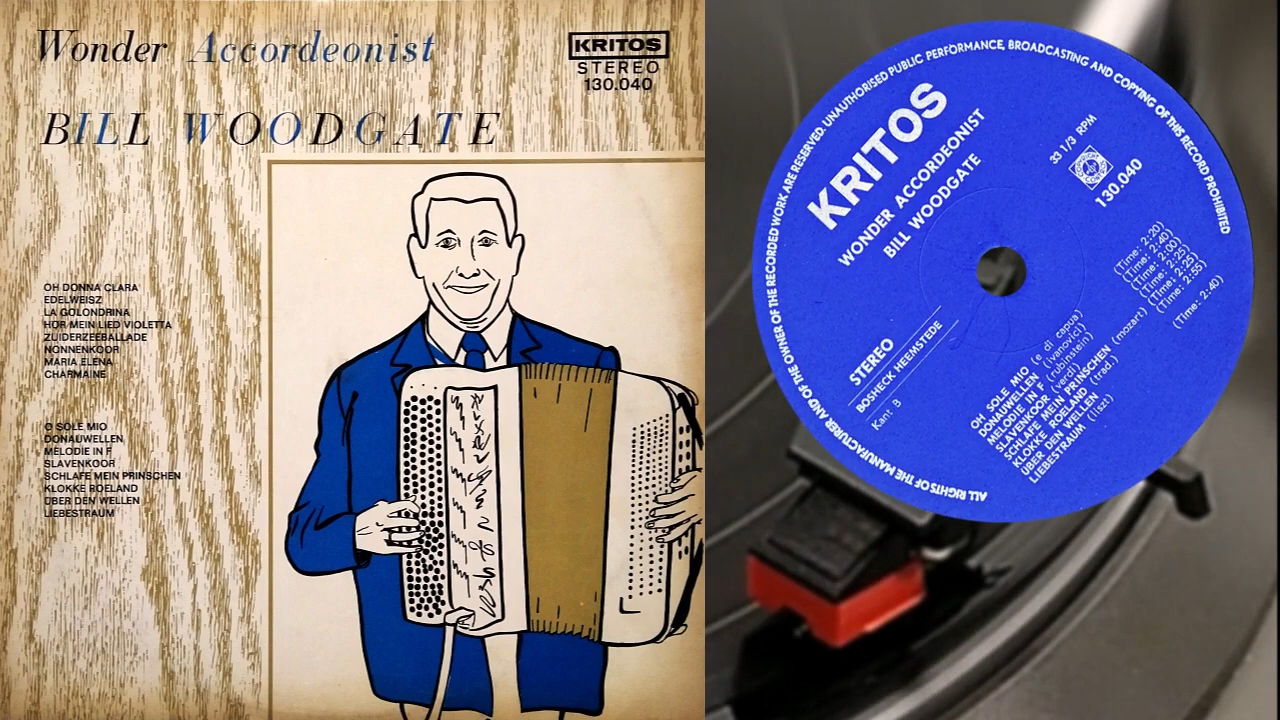 Wonder Accordeonist
KRITOS
STEREO
130.040
BILL WOODGATE
OH DONNA CLARA
EDELWEISZ
LA GOLONDRINA
HOR MEIN LIED VIOLETTA
ZUIDERZEEBALLADE
NONNENKOOR
MARIA ELENA
CHARMAINE
O SOLE MIO
DONAUWELLEN
MELODIE IN F
SLAVENKOOR
SCHLAFE MEIN PRINSCHEN
KLOKKE ROELAND
ÜBER DEN WELLEN
LIEBESTRAUM
ALL RIGHTS OF THE MANUFACTURER AND OF THE OWNER OF THE RECORDED WORK ARE RESERVED. UNAUTHORISED PUBLIC PERFORMANCE, BROADCASTING AND COPYING OF THIS RECORD PROHIBITED
KRITOS
WONDER ACCORDEONIST
BILL WOODGATE
33 1/3 RPM
130.040
STEREO
BOSHECK HEEMSTEDE
Kant B
OH SOLE MIO (e di capua) (Time: 2:20)
DONAUWELLEN (ivanovici) (Time: 2:40)
MELODIE IN F (rubinstein) (Time: 2:00)
SLAVENKOOR (verdi) (Time: 2:25)
SCHLAFE MEIN PRINSCHEN (mozart) (Time: 2:25)
KLOKKE ROELAND (trad.) (Time: 2:55)
ÜBER DEN WELLEN
LIEBESTRAUM (liszt) (Time: 2:40)